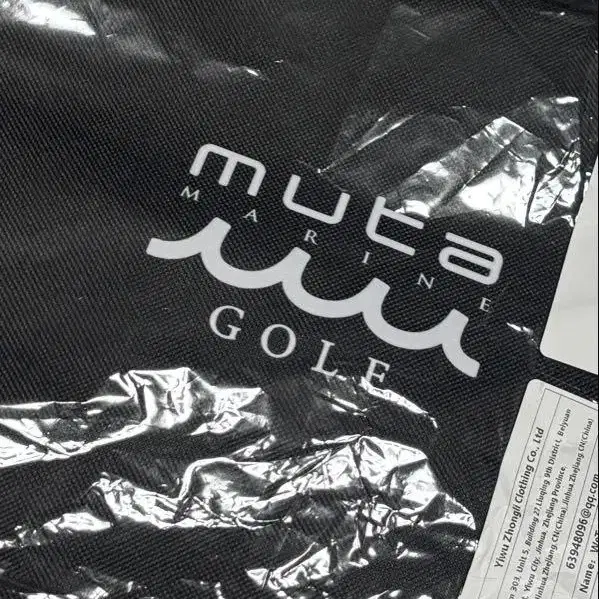 muta
MARINE
GOLF
Yiwu Zhongli Clothing Co., Ltd
303, Unit 5, Building 27, Liuqing 9th District, Beiyuan
Yiwu City, Jinhua Zhejiang Province,
Jinhua, Zhejiang, CN(China) Jinhua Zhejiang CN(China)
63948096@qq.com
Name: